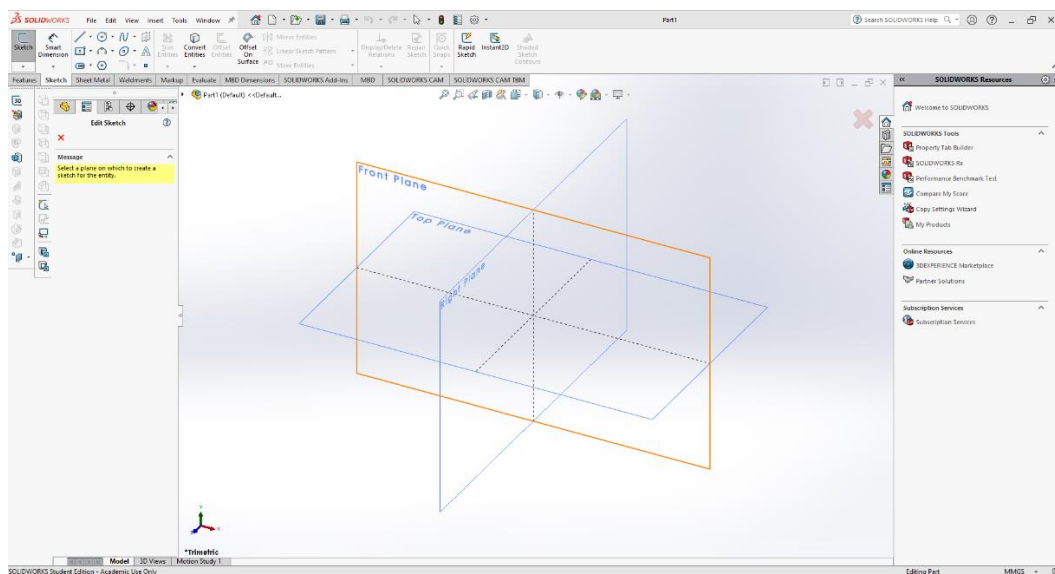 SOLIDWORKS File Edit View Insert Tools Window Part1 Search SOLIDWORKS Help
Sketch Smart Dimension Trim Entities Convert Entities Offset Entities Offset On Surface Mirror Entities Linear Sketch Pattern Move Entities Display/Delete Relations Repair Sketch Quick Snaps Rapid Sketch Instant2D Shaded Sketch Contours
Features Sketch Sheet Metal Weldments Markup Evaluate MBD Dimensions SOLIDWORKS Add-Ins MBD SOLIDWORKS CAM SOLIDWORKS CAM TBM
Part1 (Default) <<Default...
SOLIDWORKS Resources
Edit Sketch
Message
Select a plane on which to create a
sketch for the entity.
Front Plane
Top Plane
Right Plane
Welcome to SOLIDWORKS
SOLIDWORKS Tools
Property Tab Builder
SOLIDWORKS Rx
Performance Benchmark Test
Compare My Score
Copy Settings Wizard
My Products
Online Resources
3DEXPERIENCE Marketplace
Partner Solutions
Subscription Services
Subscription Services
*Trimetric
Model 3D Views Motion Study 1
SOLIDWORKS Student Edition - Academic Use Only Editing Part MMGS